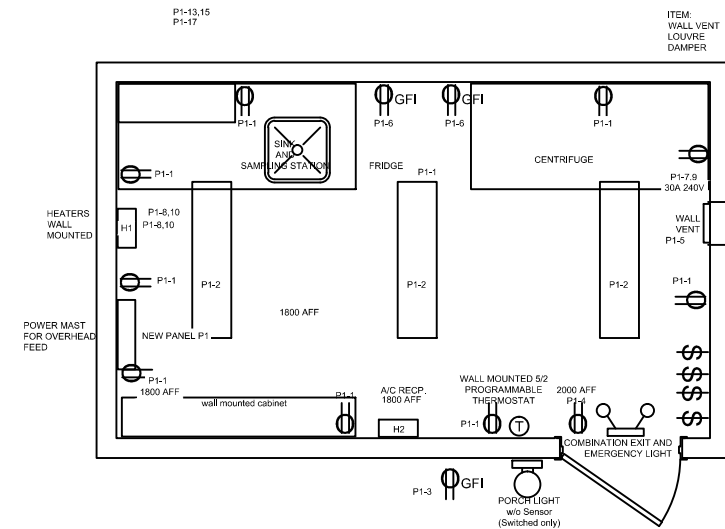 P1-13,15
P1-17
ITEM:
WALL VENT
LOUVRE
DAMPER
GFI
GFI
P1-1
P1-6
P1-6
P1-1
SINK
AND
SAMPLING STATION
FRIDGE
CENTRIFUGE
P1-1
P1-1
P1-7.9
30A 240V
HEATERS
WALL
MOUNTED
P1-8,10
P1-8,10
H1
WALL
VENT
P1-5
P1-1
P1-2
P1-2
P1-2
P1-1
1800 AFF
POWER MAST
FOR OVERHEAD
FEED
NEW PANEL P1
P1-1
1800 AFF
wall mounted cabinet
P1-1
A/C RECP.
1800 AFF
H2
WALL MOUNTED 5/2
PROGRAMMABLE
THERMOSTAT
P1-1
T
2000 AFF
P1-4
S
S
S
S
COMBINATION EXIT AND
EMERGENCY LIGHT
P1-3
GFI
PORCH LIGHT
w/o Sensor
(Switched only)